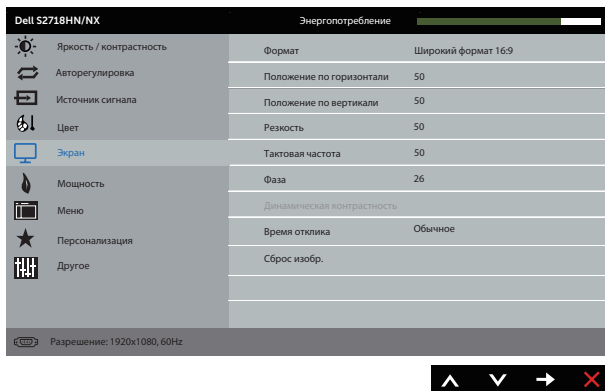 Dell S2718HN/NX Энергопотребление
Яркость / контрастность
Авторегулировка
Источник сигнала
Цвет
Экран
Мощность
Меню
Персонализация
Другое
Формат Широкий формат 16:9
Положение по горизонтали 50
Положение по вертикали 50
Резкость 50
Тактовая частота 50
Фаза 26
Динамическая контрастность
Время отклика Обычное
Сброс изобр.
Разрешение: 1920x1080, 60Hz